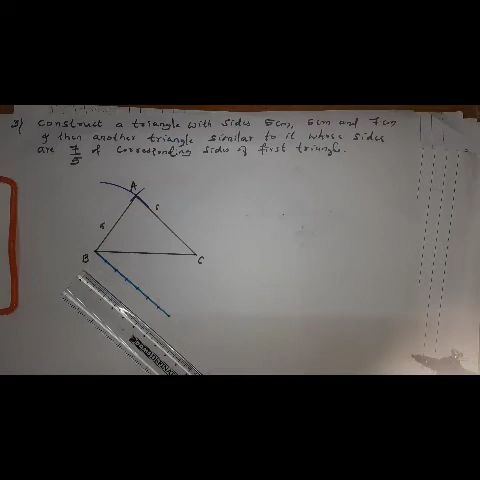 3) Construct a triangle with sides 5cm, 6cm and 7cm
& then another triangle similar to it whose sides
are 7/5 of corresponding sides of first triangle.
A
5
6
B
C